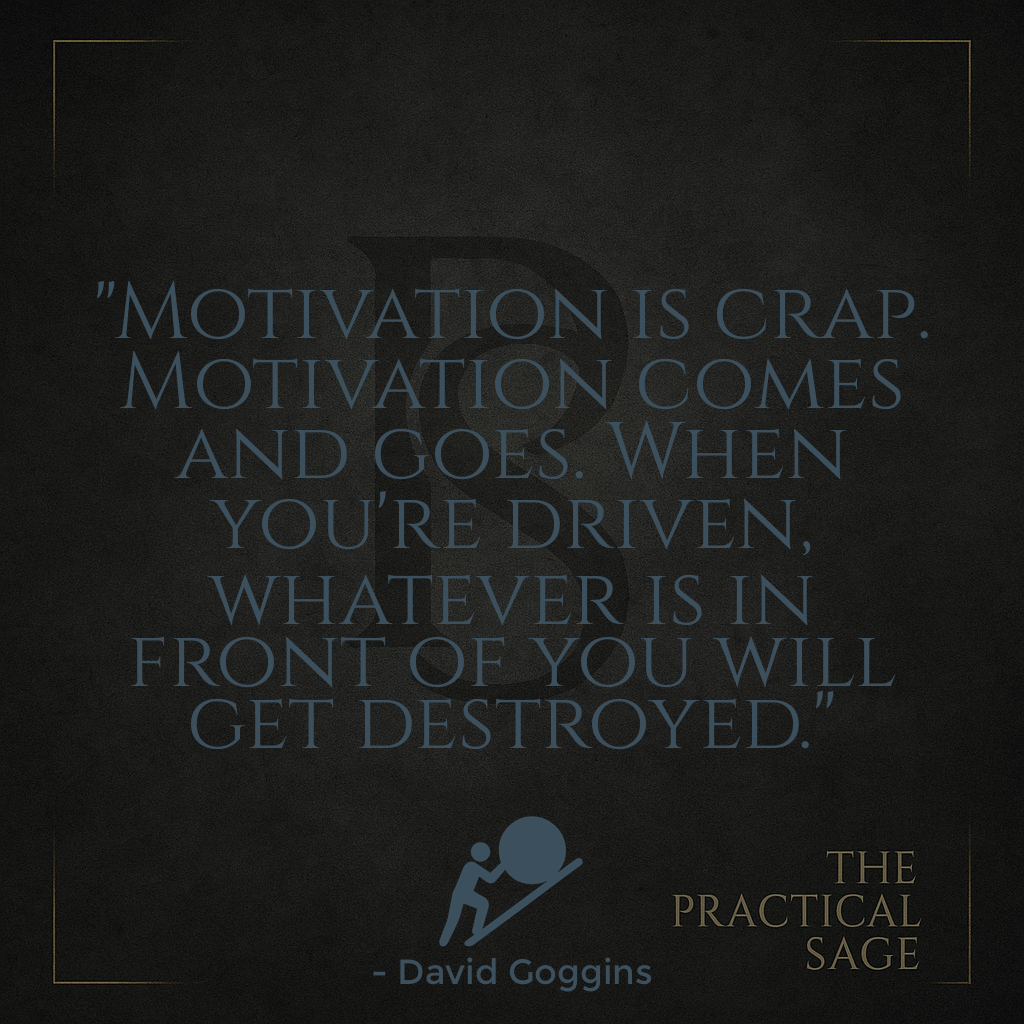 "Motivation is crap.
Motivation comes
and goes. When
you're driven,
whatever is in
front of you will
get destroyed."
- David Goggins
THE
PRACTICAL
SAGE
PS